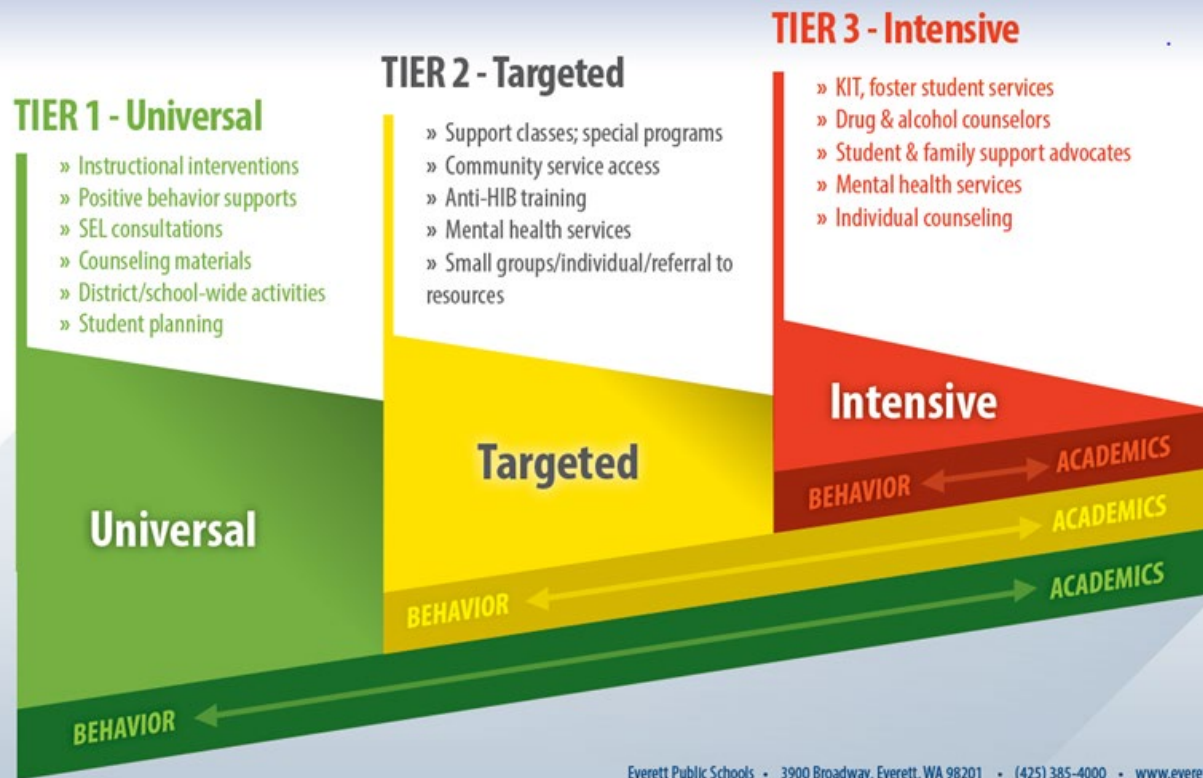 TIER 1 - Universal
» Instructional interventions
» Positive behavior supports
» SEL consultations
» Counseling materials
» District/school-wide activities
» Student planning
TIER 2 - Targeted
» Support classes; special programs
» Community service access
» Anti-HIB training
» Mental health services
» Small groups/individual/referral to
resources
TIER 3 - Intensive
» KIT, foster student services
» Drug & alcohol counselors
» Student & family support advocates
» Mental health services
» Individual counseling
Universal
Targeted
Intensive
BEHAVIOR ACADEMICS
BEHAVIOR ACADEMICS
BEHAVIOR ACADEMICS
Everett Public Schools • 3900 Broadway, Everett, WA 98201 • (425) 385-4000 •